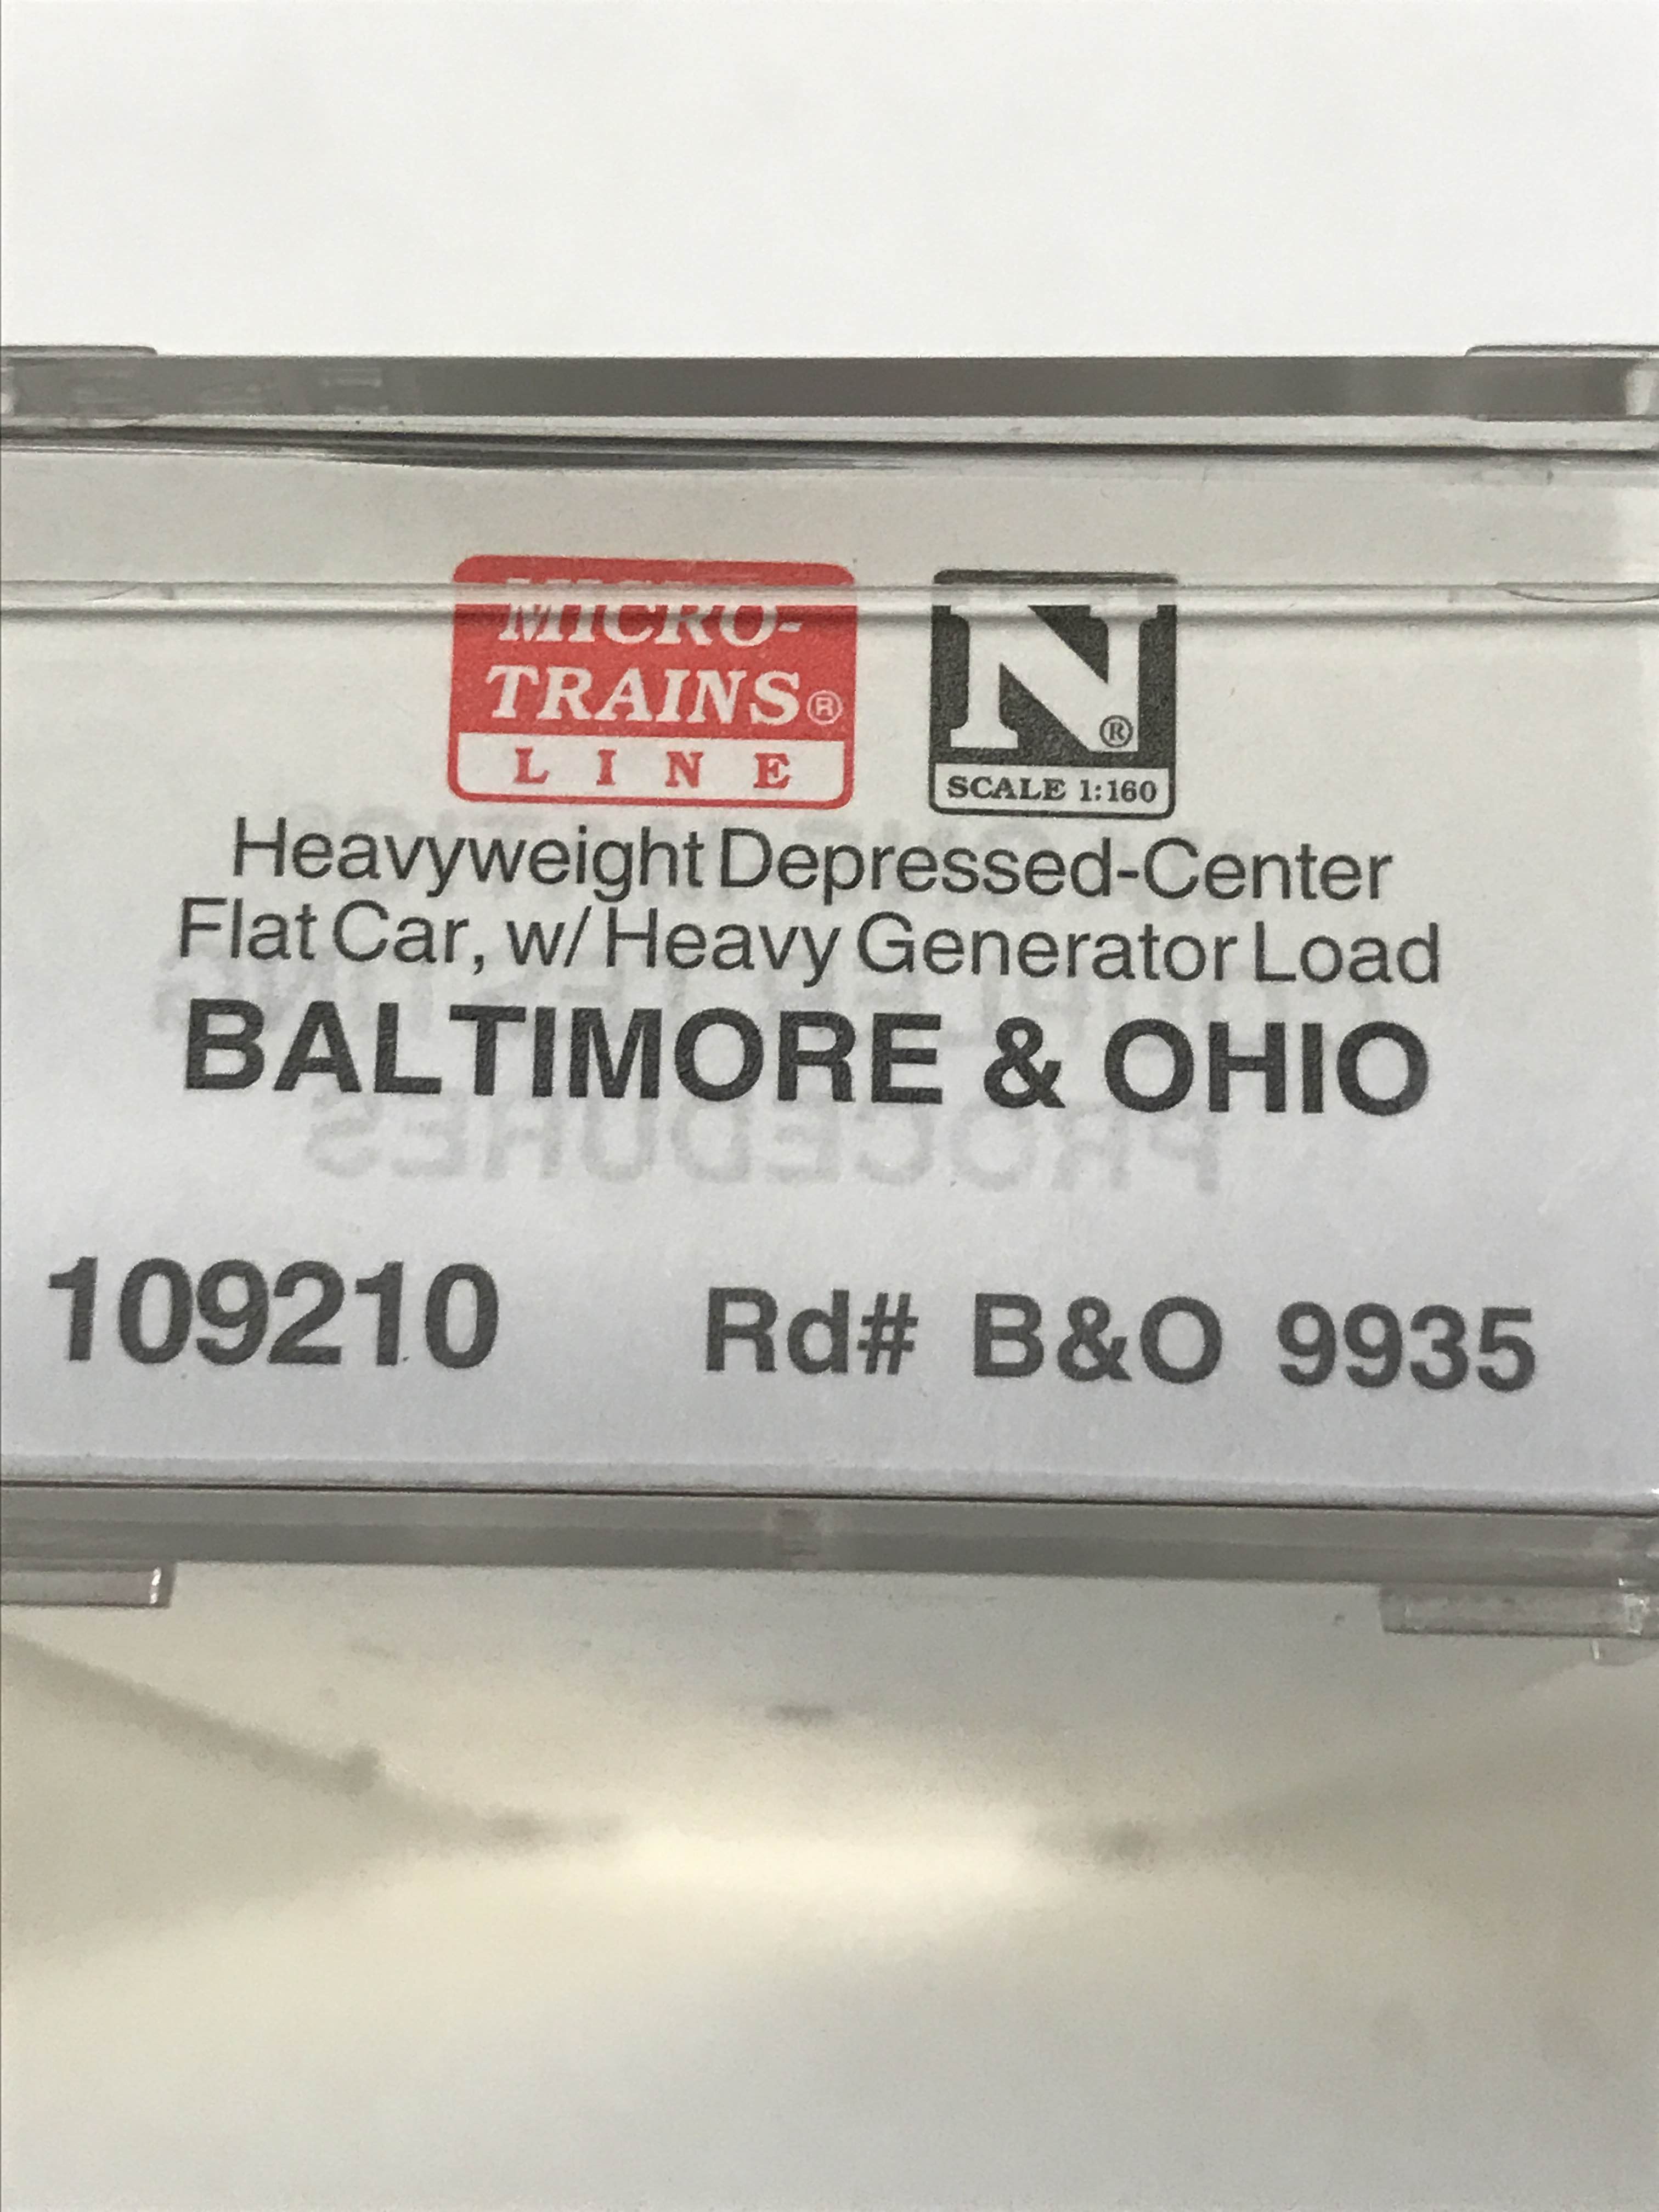 MICRO-
TRAINS®
LINE
N®
SCALE 1:160
Heavyweight Depressed-Center
Flat Car, w/ Heavy Generator Load
BALTIMORE & OHIO
PROCEDURES
109210 Rd# B&O 9935